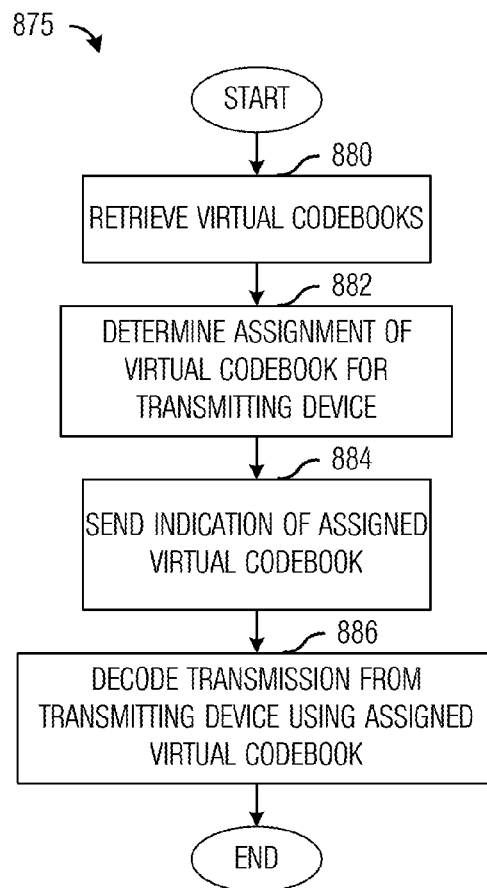 875
START
880
RETRIEVE VIRTUAL CODEBOOKS
882
DETERMINE ASSIGNMENT OF
VIRTUAL CODEBOOK FOR
TRANSMITTING DEVICE
884
SEND INDICATION OF ASSIGNED
VIRTUAL CODEBOOK
886
DECODE TRANSMISSION FROM
TRANSMITTING DEVICE USING ASSIGNED
VIRTUAL CODEBOOK
END